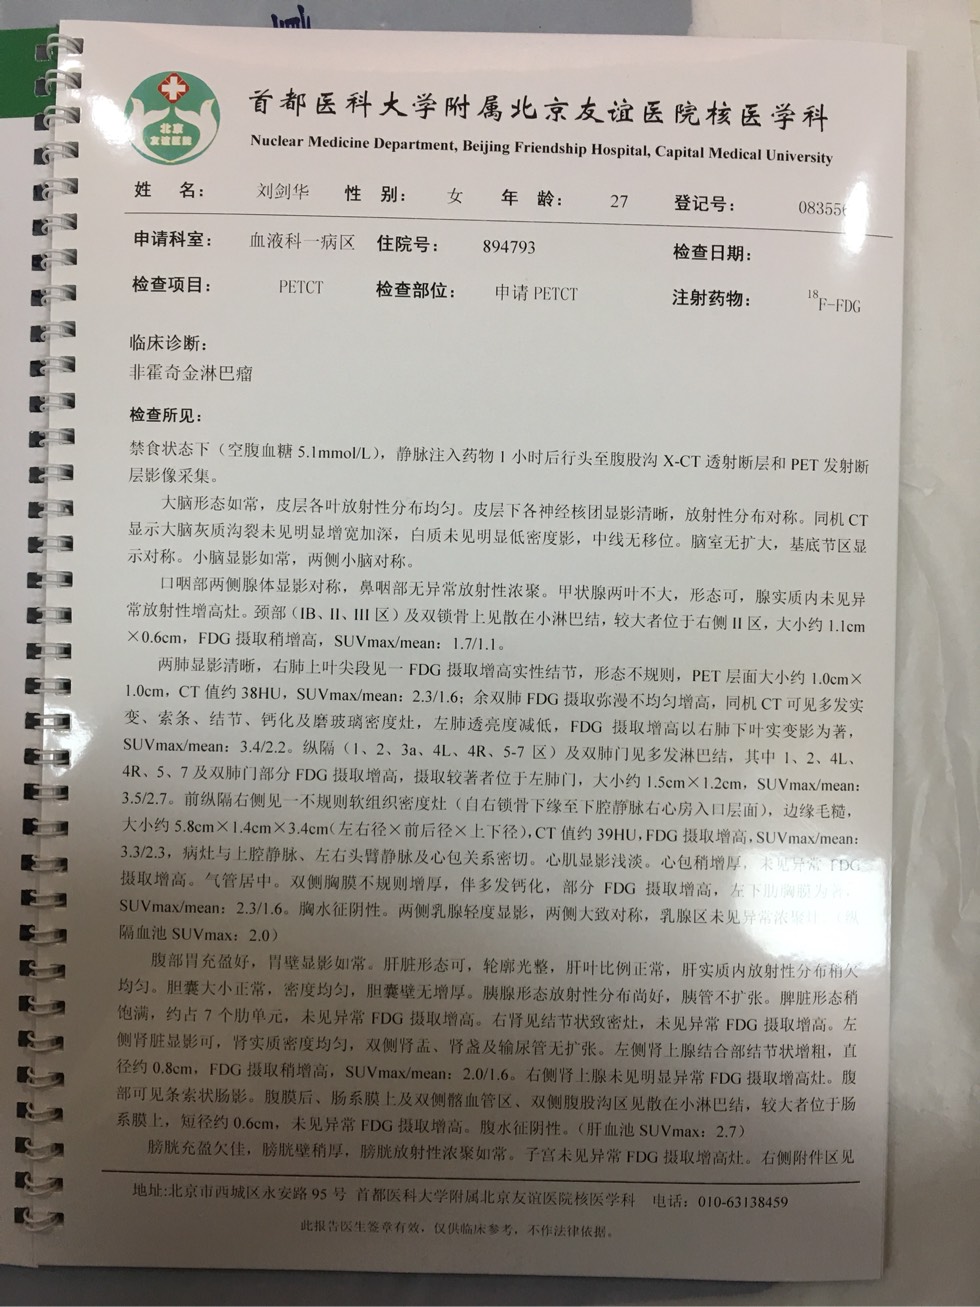 北京
友谊医院
首都医科大学附属北京友谊医院核医学科
Nuclear Medicine Department, Beijing Friendship Hospital, Capital Medical University
姓 名： 刘剑华 性 别： 女 年 龄： 27 登记号： 083556
申请科室： 血液科一病区 住院号： 894793 检查日期：
检查项目： PETCT 检查部位： 申请 PETCT 注射药物： 18F-FDG
临床诊断：
非霍奇金淋巴瘤
检查所见：
禁食状态下（空腹血糖 5.1mmol/L），静脉注入药物 1 小时后行头至腹股沟 X-CT 透射断层和 PET 发射断
层影像采集。
大脑形态如常，皮层各叶放射性分布均匀。皮层下各神经核团显影清晰，放射性分布对称。同机 CT
显示大脑灰质沟裂未见明显增宽加深，白质未见明显低密度影，中线无移位。脑室无扩大，基底节区显
示对称。小脑显影如常，两侧小脑对称。
口咽部两侧腺体显影对称，鼻咽部无异常放射性浓聚。甲状腺两叶不大，形态可，腺实质内未见异
常放射性增高灶。颈部（IB、II、III 区）及双锁骨上见散在小淋巴结，较大者位于右侧 II 区，大小约 1.1cm
×0.6cm，FDG 摄取稍增高，SUVmax/mean：1.7/1.1。
两肺显影清晰，右肺上叶尖段见一 FDG 摄取增高实性结节，形态不规则，PET 层面大小约 1.0cm×
1.0cm，CT 值约 38HU，SUVmax/mean：2.3/1.6；余双肺 FDG 摄取弥漫不均匀增高，同机 CT 可见多发实
变、索条、结节、钙化及磨玻璃密度灶，左肺透亮度减低，FDG 摄取增高以右肺下叶实变影为著，
SUVmax/mean：3.4/2.2。纵隔（1、2、3a、4L、4R、5-7 区）及双肺门见多发淋巴结，其中 1、2、4L、
4R、5、7 及双肺门部分 FDG 摄取增高，摄取较著者位于左肺门，大小约 1.5cm×1.2cm，SUVmax/mean：
3.5/2.7。前纵隔右侧见一不规则软组织密度灶（自右锁骨下缘至下腔静脉右心房入口层面），边缘毛糙，
大小约 5.8cm×1.4cm×3.4cm（左右径×前后径×上下径），CT 值约 39HU，FDG 摄取增高，SUVmax/mean：
3.3/2.3，病灶与上腔静脉、左右头臂静脉及心包关系密切。心肌显影浅淡。心包稍增厚，未见异常 FDG
摄取增高。气管居中。双侧胸膜不规则增厚，伴多发钙化，部分 FDG 摄取增高，左下肋胸膜为著，
SUVmax/mean：2.3/1.6。胸水征阴性。两侧乳腺轻度显影，两侧大致对称，乳腺区未见异常浓聚 （纵
隔血池 SUVmax：2.0）
腹部胃充盈好，胃壁显影如常。肝脏形态可，轮廓光整，肝叶比例正常，肝实质内放射性分布稍欠
均匀。胆囊大小正常，密度均匀，胆囊壁无增厚。胰腺形态放射性分布尚好，胰管不扩张。脾脏形态稍
饱满，约占 7 个肋单元，未见异常 FDG 摄取增高。右肾见结节状致密灶，未见异常 FDG 摄取增高。左
侧肾脏显影可，肾实质密度均匀，双侧肾盂、肾盏及输尿管无扩张。左侧肾上腺结合部结节状增粗，直
径约 0.8cm，FDG 摄取稍增高，SUVmax/mean：2.0/1.6。右侧肾上腺未见明显异常 FDG 摄取增高灶。腹
部可见条索状肠影。腹膜后、肠系膜上及双侧髂血管区、双侧腹股沟区见散在小淋巴结，较大者位于肠
系膜上，短径约 0.6cm，未见异常 FDG 摄取增高。腹水征阴性。（肝血池 SUVmax：2.7）
膀胱充盈欠佳，膀胱壁稍厚，膀胱放射性浓聚如常。子宫未见异常 FDG 摄取增高灶。右侧附件区见
地址:北京市西城区永安路 95 号 首都医科大学附属北京友谊医院核医学科 电话：010-63138459
此报告医生签章有效，仅供临床参考，不作法律依据。